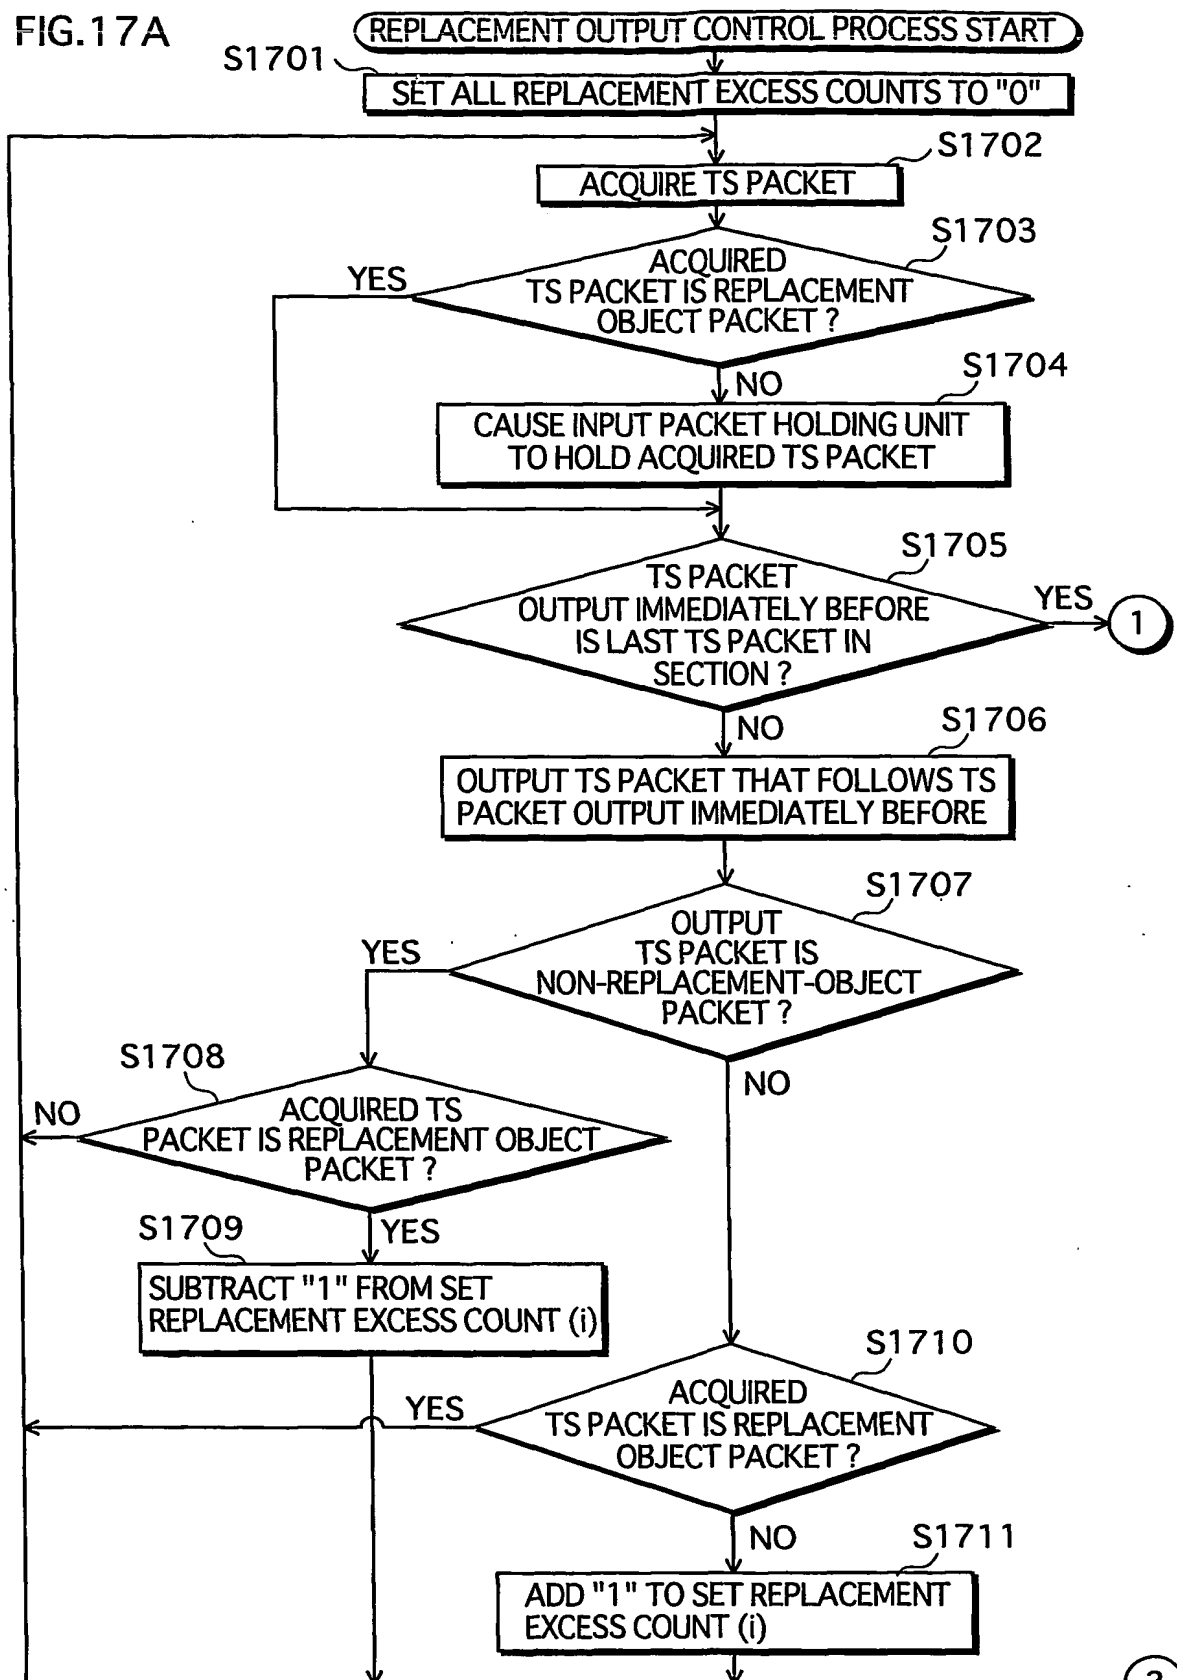 FIG.17A
REPLACEMENT OUTPUT CONTROL PROCESS START
S1701
SET ALL REPLACEMENT EXCESS COUNTS TO "0"
S1702
ACQUIRE TS PACKET
S1703
ACQUIRED
TS PACKET IS REPLACEMENT
OBJECT PACKET ?
YES
NO
S1704
CAUSE INPUT PACKET HOLDING UNIT
TO HOLD ACQUIRED TS PACKET
S1705
TS PACKET
OUTPUT IMMEDIATELY BEFORE
IS LAST TS PACKET IN
SECTION ?
YES
1
NO
S1706
OUTPUT TS PACKET THAT FOLLOWS TS
PACKET OUTPUT IMMEDIATELY BEFORE
S1707
OUTPUT
TS PACKET IS
NON-REPLACEMENT-OBJECT
PACKET ?
YES
NO
S1708
ACQUIRED TS
PACKET IS REPLACEMENT OBJECT
PACKET ?
NO
YES
S1709
SUBTRACT "1" FROM SET
REPLACEMENT EXCESS COUNT (i)
S1710
ACQUIRED
TS PACKET IS REPLACEMENT
OBJECT PACKET ?
YES
NO
S1711
ADD "1" TO SET REPLACEMENT
EXCESS COUNT (i)